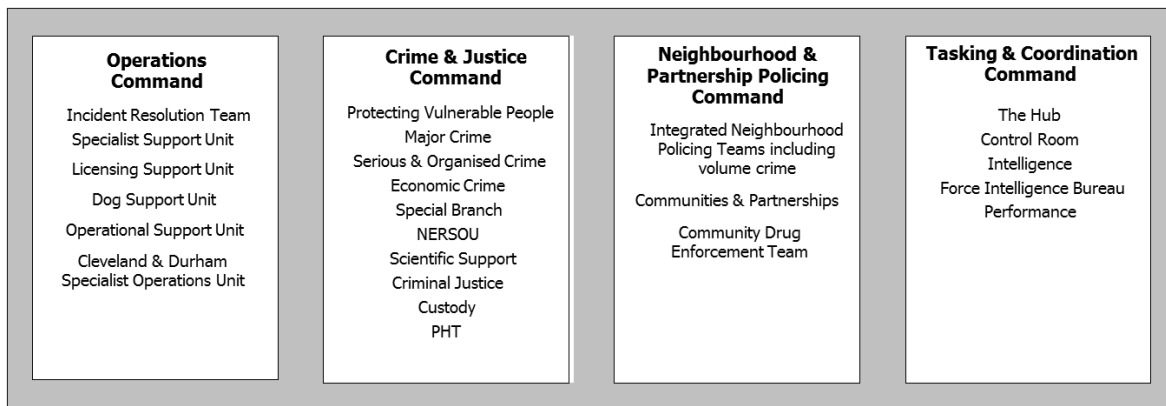 Operations
Command
Incident Resolution Team
Specialist Support Unit
Licensing Support Unit
Dog Support Unit
Operational Support Unit
Cleveland & Durham
Specialist Operations Unit
Crime & Justice
Command
Protecting Vulnerable People
Major Crime
Serious & Organised Crime
Economic Crime
Special Branch
NERSOU
Scientific Support
Criminal Justice
Custody
PHT
Neighbourhood &
Partnership Policing
Command
Integrated Neighbourhood
Policing Teams including
volume crime
Communities & Partnerships
Community Drug
Enforcement Team
Tasking & Coordination
Command
The Hub
Control Room
Intelligence
Force Intelligence Bureau
Performance